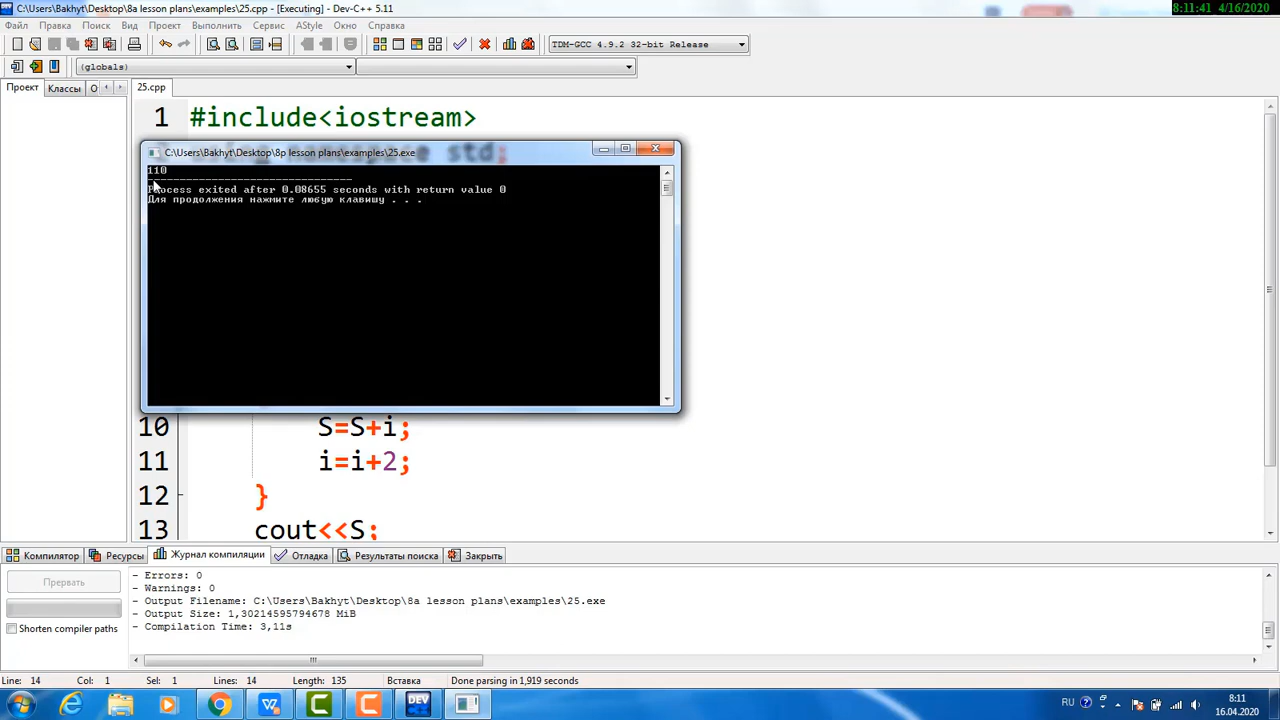 C:\Users\Bakhyt\Desktop\8a lesson plans\examples\25.cpp - [Executing] - Dev-C++ 5.11
8:11:41 4/16/2020
Файл Правка Поиск Вид Проект Выполнить Сервис AStyle Окно Справка
TDM-GCC 4.9.2 32-bit Release
(globals)
Проект Классы О
25.cpp
1 #include<iostream>
std;
C:\Users\Bakhyt\Desktop\8p lesson plans\examples\25.exe
110
--------------------------------
Process exited after 0.08655 seconds with return value 0
Для продолжения нажмите любую клавишу . . .
10 S=S+i;
11 i=i+2;
12 }
13 cout<<S;
Компилятор Ресурсы Журнал компиляции Отладка Результаты поиска Закрыть
Прервать
Shorten compiler paths
- Errors: 0
- Warnings: 0
- Output Filename: C:\Users\Bakhyt\Desktop\8a lesson plans\examples\25.exe
- Output Size: 1,30214595794678 MiB
- Compilation Time: 3,11s
Line: 14 Col: 1 Sel: 1 Lines: 14 Length: 135 Вставка Done parsing in 1,919 seconds
DEV
RU
8:11
16.04.2020